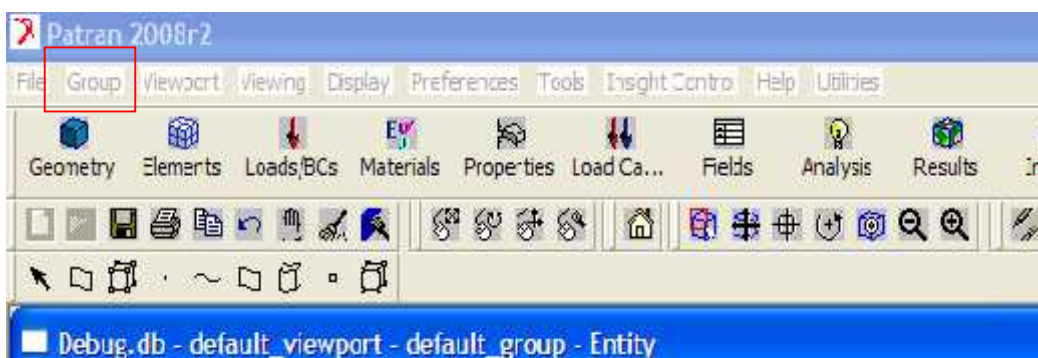 Patran 2008r2
File Group Viewport Viewing Display Preferences Tools Insight Control Help Utilities
Geometry Elements Loads/BCs Materials Properties Load Ca... Fields Analysis Results
Debug.db - default_viewport - default_group - Entity